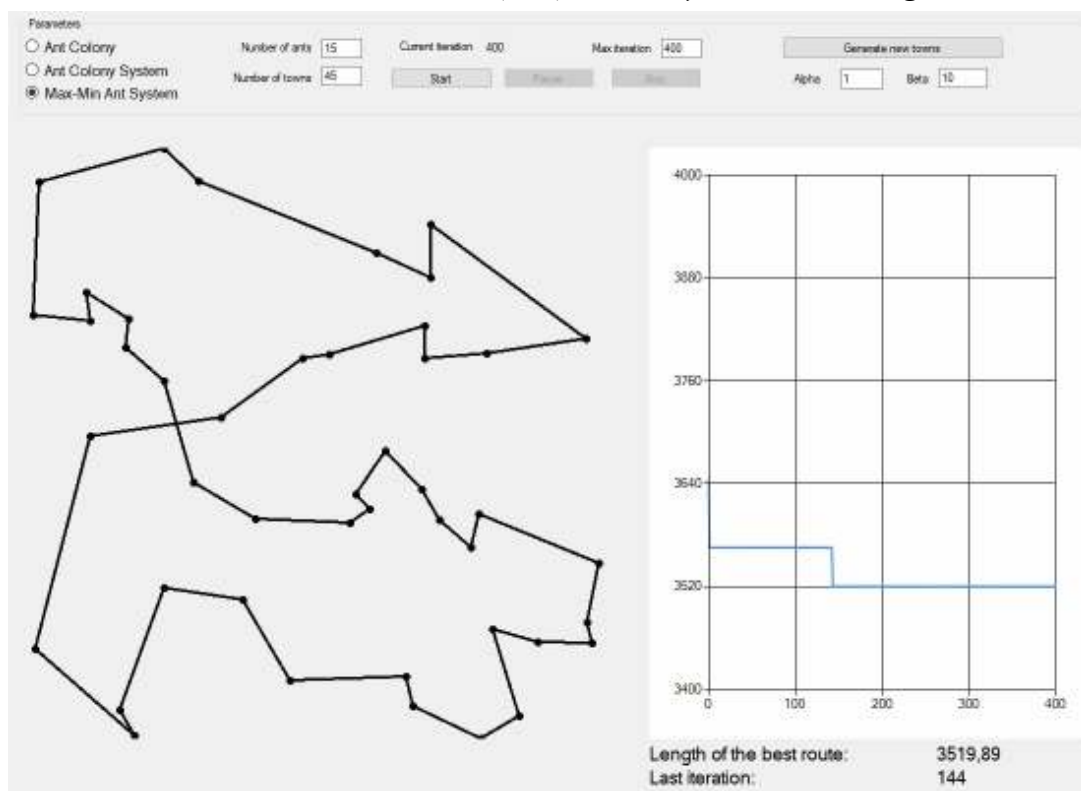 Parameters
Ant Colony
Ant Colony System
Max-Min Ant System
Number of ants 15
Number of towns 45
Current iteration 400
Max iteration 400
Start Pause Stop
Generate new towns
Alpha 1 Beta 10
4000
3880
3760
3640
3520
3400
0 100 200 300 400
Length of the best route: 3519,89
Last iteration: 144